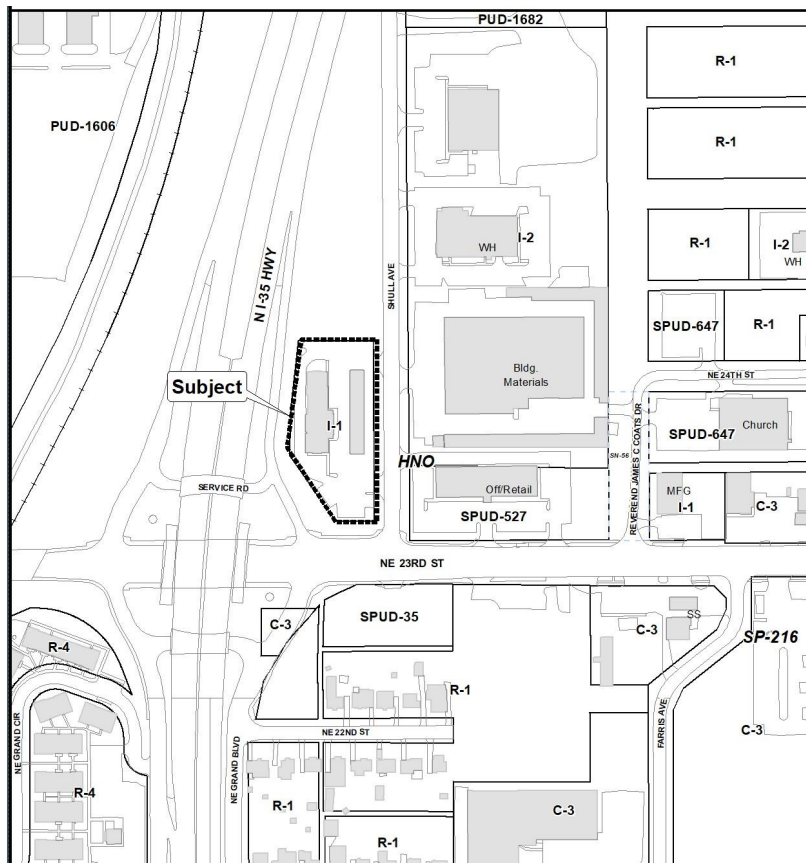 PUD-1682
R-1
PUD-1606
R-1
N I-35 HWY
SHULL AVE
WH
I-2
R-1
I-2
WH
SPUD-647
R-1
Subject
I-1
Bldg.
Materials
NE 24TH ST
REVEREND JAMES C COATS DR
SN-56
SPUD-647
Church
HNO
SERVICE RD
Off/Retail
SPUD-527
MFG
I-1
C-3
NE 23RD ST
C-3
SPUD-35
C-3
SS
SP-216
R-4
R-1
NE GRAND CIR
NE GRAND BLVD
NE 22ND ST
FARRIS AVE
C-3
R-4
R-1
C-3
R-1